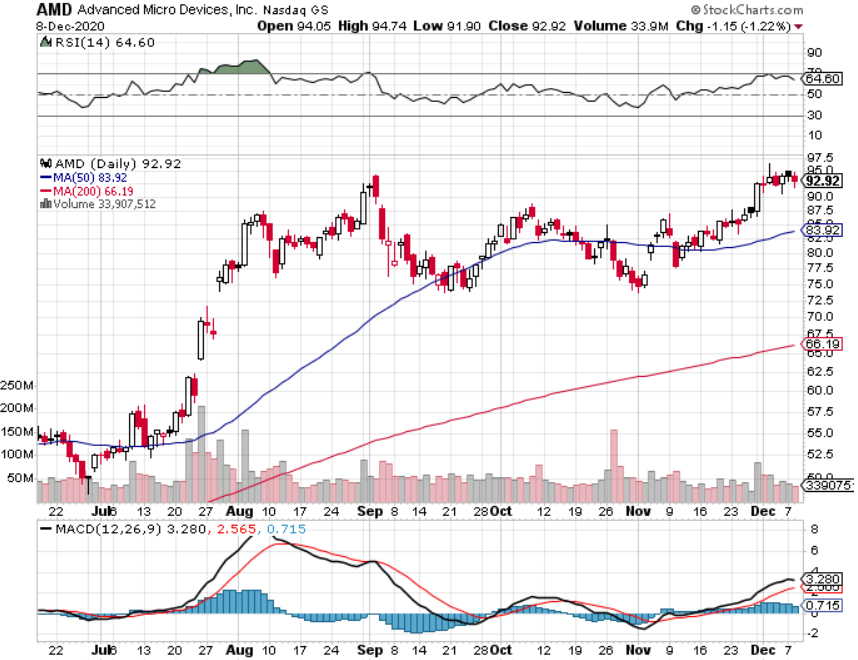 AMD Advanced Micro Devices, Inc. Nasdaq GS © StockCharts.com
8-Dec-2020 Open 94.05 High 94.74 Low 91.90 Close 92.92 Volume 33.9M Chg -1.15 (-1.22%)
RSI(14) 64.60
90
70
64.60
50
30
10
AMD (Daily) 92.92
MA(50) 83.92
MA(200) 66.19
Volume 33,907,512
97.5
95.0
92.92
90.0
87.5
85.0
83.92
82.5
80.0
77.5
75.0
72.5
70.0
67.5
66.19
65.0
62.5
60.0
57.5
55.0
52.5
50.0
250M
200M
150M
100M
50M
339075
22 Jul 6 13 20 27 Aug 10 17 24 Sep 8 14 21 28 Oct 12 19 26 Nov 9 16 23 Dec 7
MACD(12,26,9) 3.280, 2.565, 0.715
8
6
4
3.280
2.565
0.715
-2
22 Jul 6 13 20 27 Aug 10 17 24 Sep 8 14 21 28 Oct 12 19 26 Nov 9 16 23 Dec 7